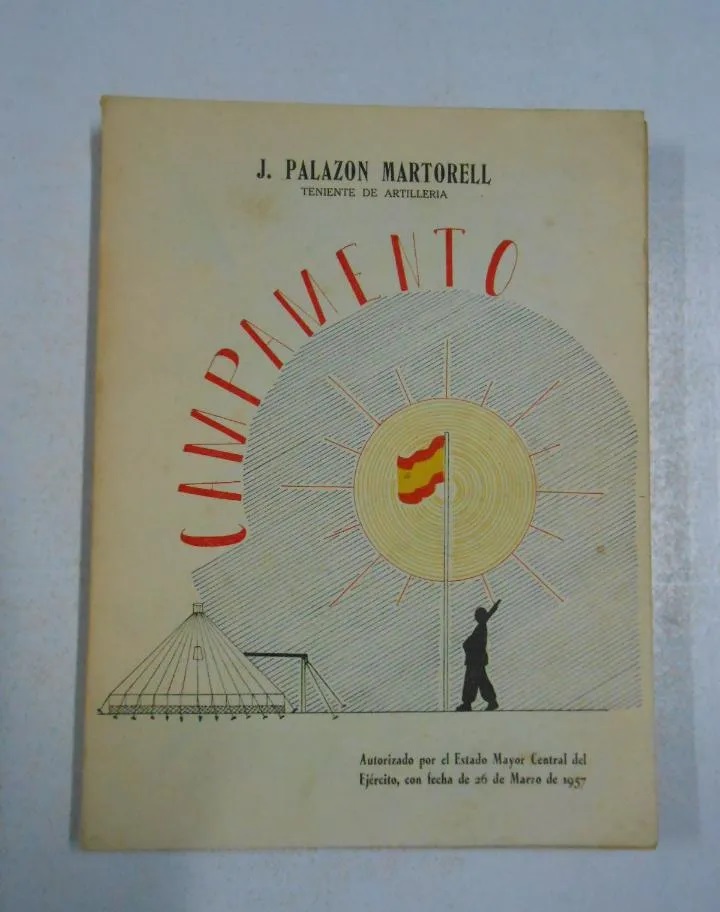 J. PALAZON MARTORELL
TENIENTE DE ARTILLERIA
CAMPAMENTO
Autorizado por el Estado Mayor Central del
Ejército, con fecha de 26 de Marzo de 1957